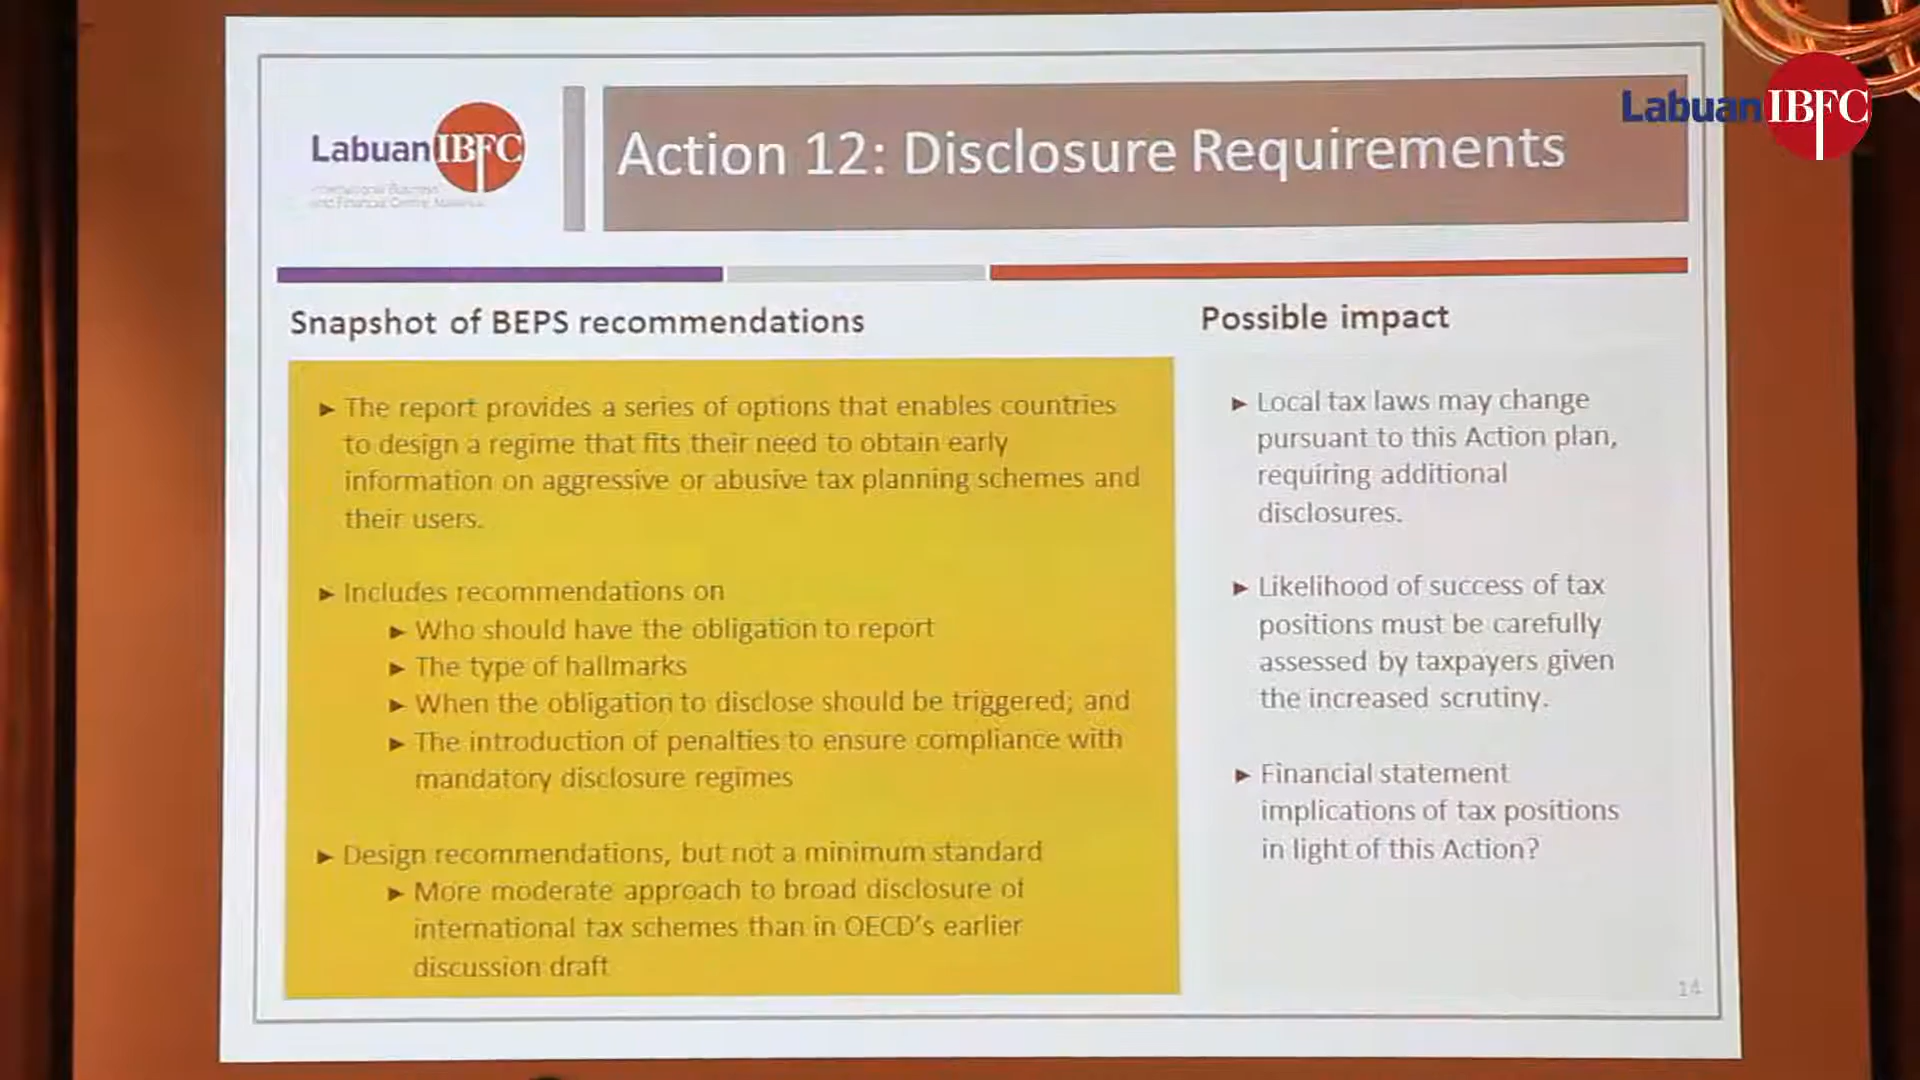 Labuan IBFC
Labuan IBFC
International Business
and Financial Centre Malaysia
Action 12: Disclosure Requirements
Snapshot of BEPS recommendations
► The report provides a series of options that enables countries
to design a regime that fits their need to obtain early
information on aggressive or abusive tax planning schemes and
their users.
► Includes recommendations on
► Who should have the obligation to report
► The type of hallmarks
► When the obligation to disclose should be triggered; and
► The introduction of penalties to ensure compliance with
mandatory disclosure regimes
► Design recommendations, but not a minimum standard
► More moderate approach to broad disclosure of
international tax schemes than in OECD's earlier
discussion draft
Possible impact
► Local tax laws may change
pursuant to this Action plan,
requiring additional
disclosures.
► Likelihood of success of tax
positions must be carefully
assessed by taxpayers given
the increased scrutiny.
► Financial statement
implications of tax positions
in light of this Action?
14